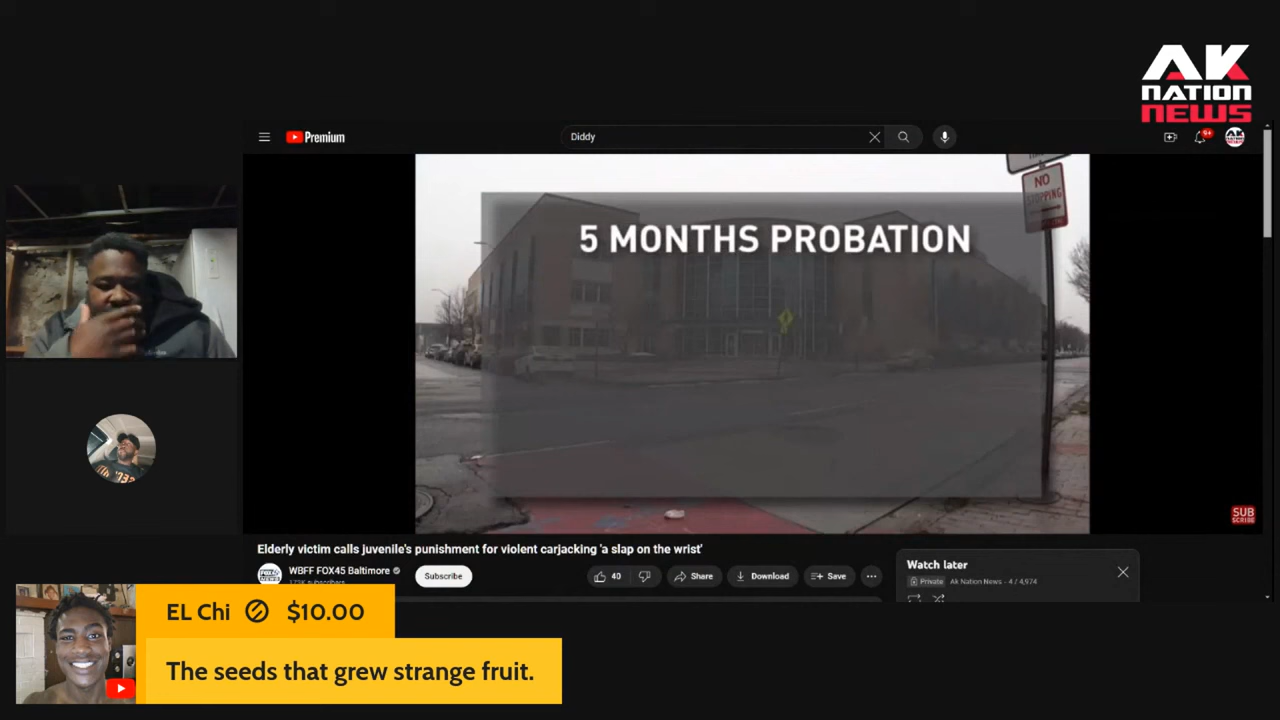 AK
NATION
NEWS
Premium
Diddy
9+
NO
STOPPING
5 MONTHS PROBATION
SUB
SCRIBE
Elderly victim calls juvenile's punishment for violent carjacking 'a slap on the wrist'
WBFF FOX45 Baltimore
Subscribe
40
Share
Download
Save
Watch later
Private
Ak Nation News - 4 / 4,974
EL Chi
$10.00
The seeds that grew strange fruit.